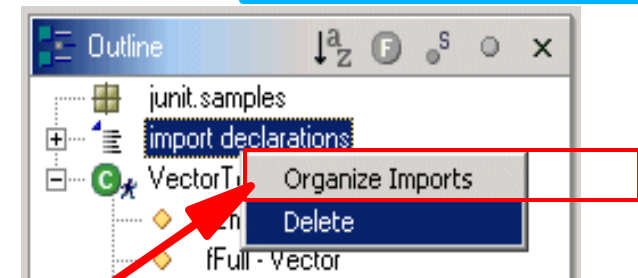 Outline
junit.samples
import declarations
VectorT
Organize Imports
Delete
fFull - Vector